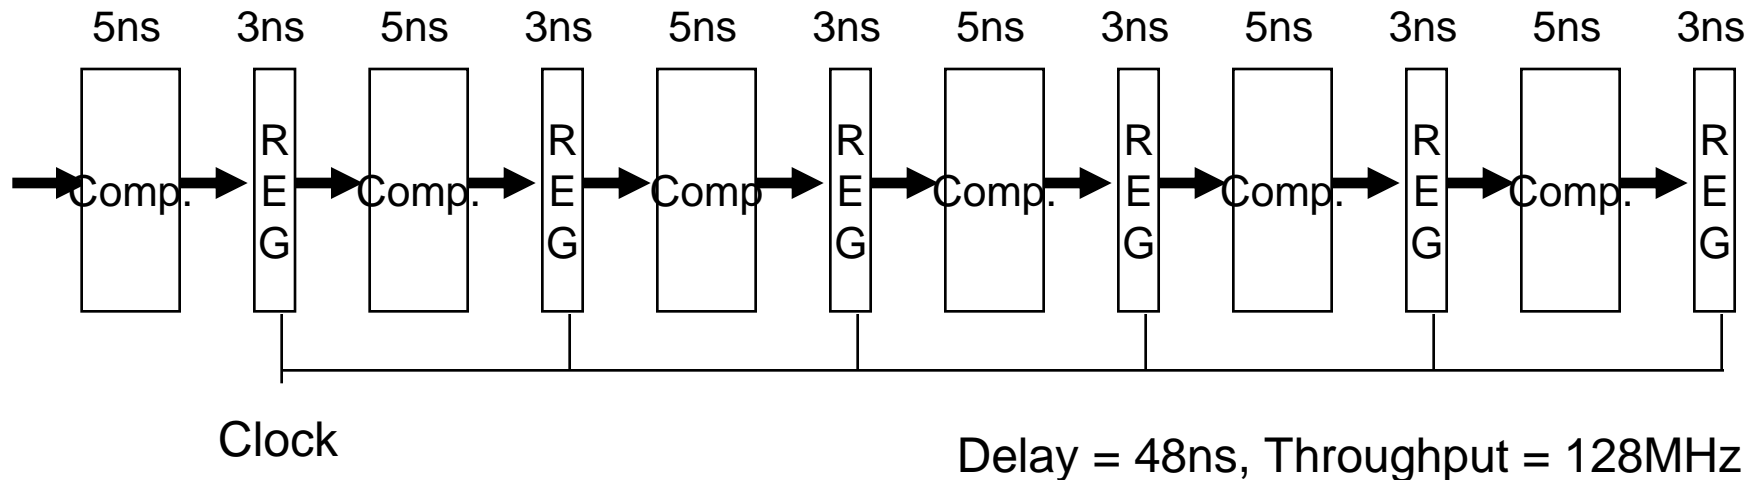 5ns 3ns 5ns 3ns 5ns 3ns 5ns 3ns 5ns 3ns 5ns 3ns
Comp.
R
E
G
Comp.
R
E
G
Comp
R
E
G
Comp.
R
E
G
Comp.
R
E
G
Comp.
R
E
G
Clock
Delay = 48ns, Throughput = 128MHz